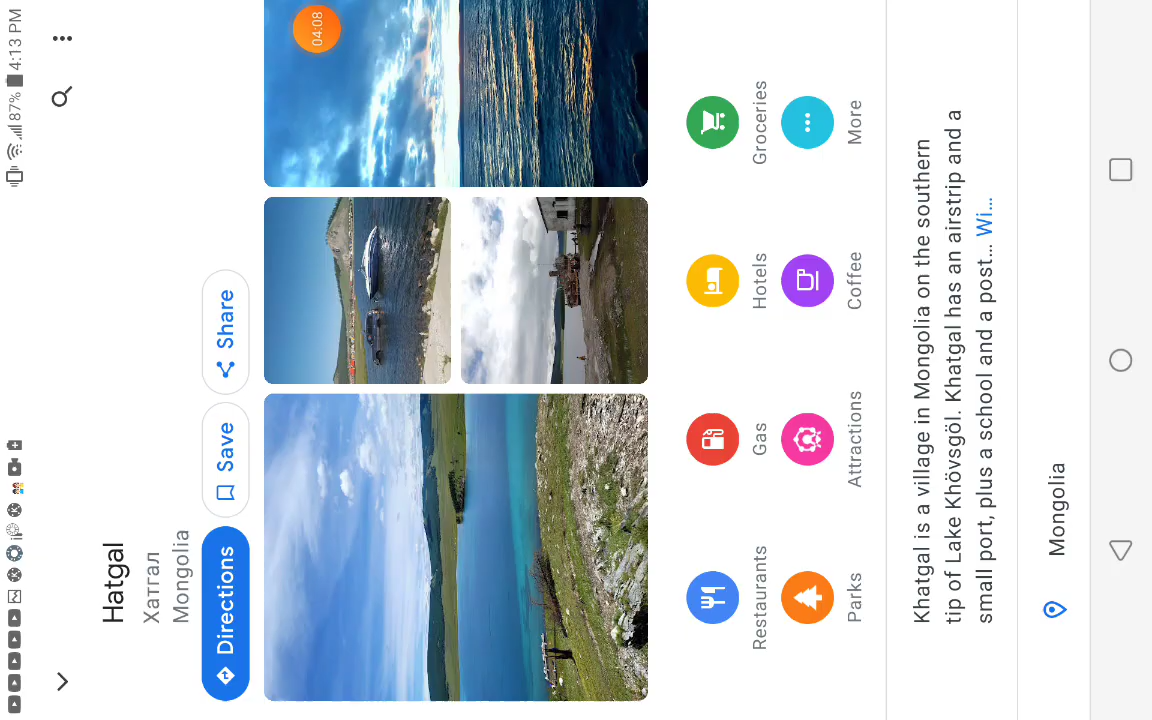 87% 4:13 PM
04:08
Hatgal
Хатгал
Mongolia
Directions
Save
Share
Restaurants
Gas
Hotels
Groceries
Parks
Attractions
Coffee
More
Khatgal is a village in Mongolia on the southern
tip of Lake Khövsgöl. Khatgal has an airstrip and a
small port, plus a school and a post… Wi…
Mongolia